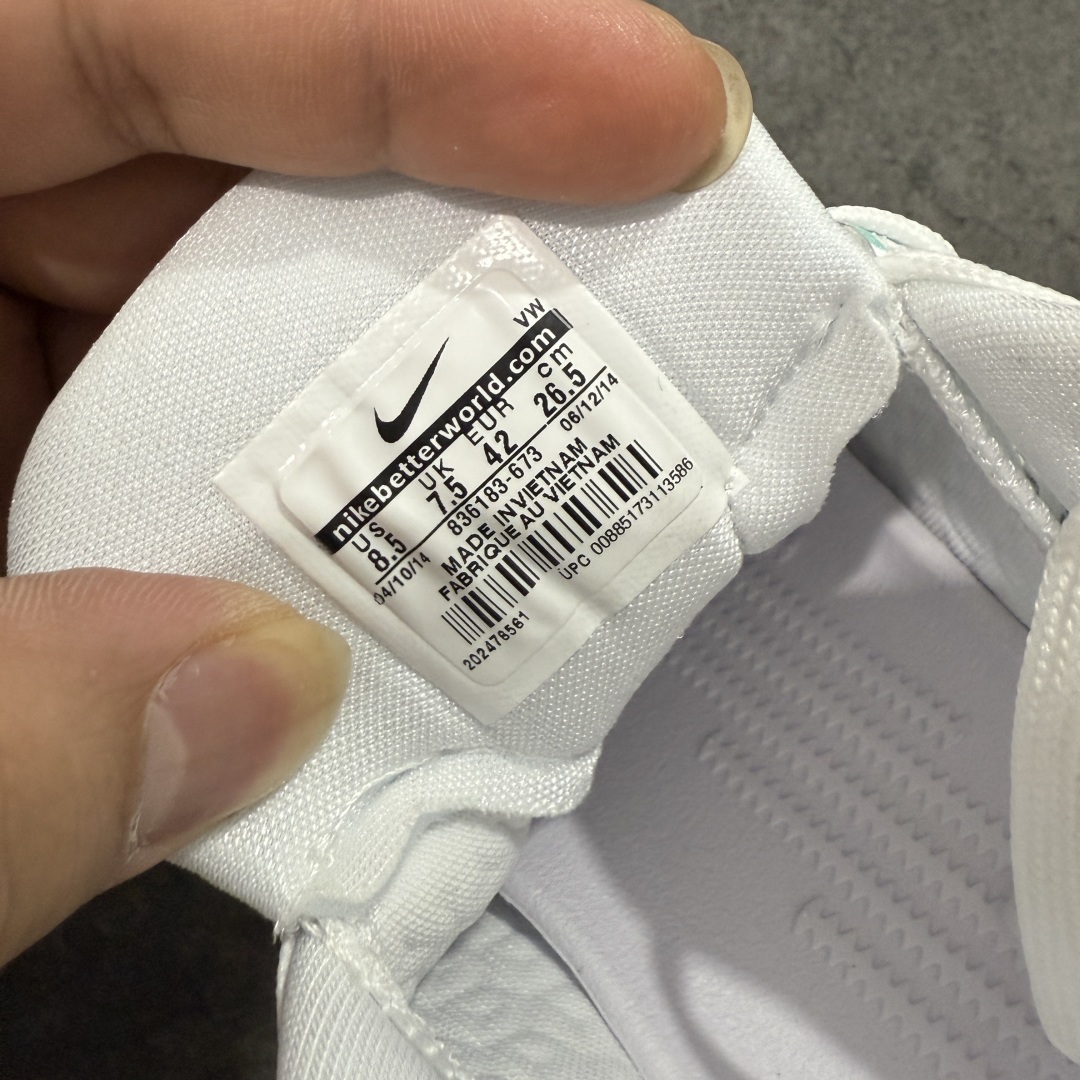 VW
nikebetterworld.com
US UK EUR cm
8.5 7.5 42 26.5
04/10/14 836183-673 06/12/14
MADE IN VIETNAM
FABRIQUE AU VIETNAM
202478561 UPC 00885173113586